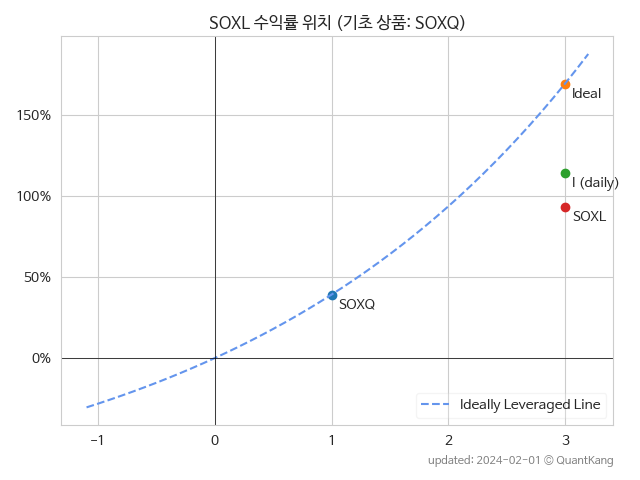 SOXL 수익률 위치 (기초 상품: SOXQ)
150%
100%
50%
0%
Ideal
I (daily)
SOXL
SOXQ
Ideally Leveraged Line
−1
0
1
2
3
updated: 2024-02-01 © QuantKang